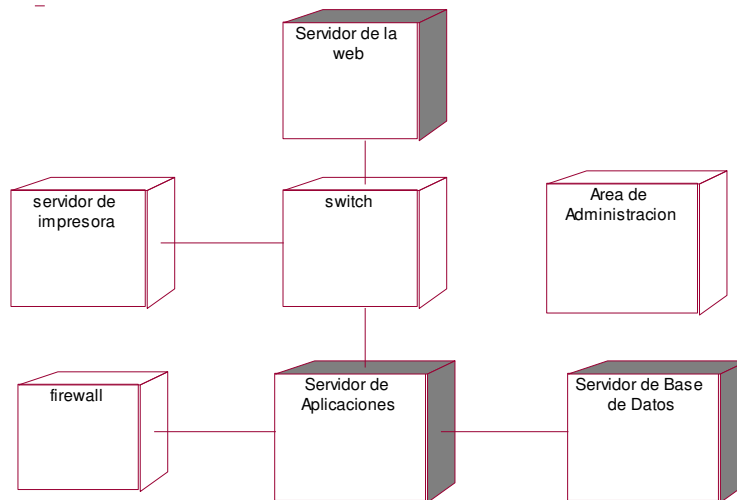 Servidor de la
web
servidor de
impresora
switch
Area de
Administracion
firewall
Servidor de
Aplicaciones
Servidor de Base
de Datos